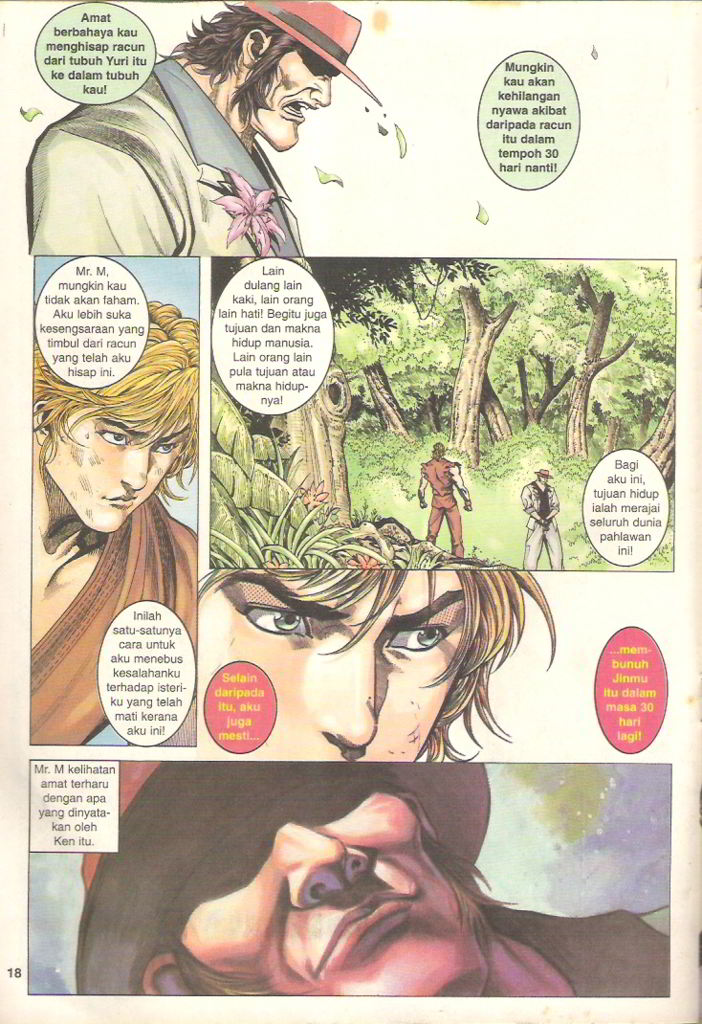 Amat
berbahaya kau
menghisap racun
dari tubuh Yuri itu
ke dalam tubuh
kau!
Mungkin
kau akan
kehilangan
nyawa akibat
daripada racun
itu dalam
tempoh 30
hari nanti!
Mr. M,
mungkin kau
tidak akan faham.
Aku lebih suka
kesengsaraan yang
timbul dari racun
yang telah aku
hisap ini.
Inilah
satu-satunya
cara untuk
aku menebus
kesalahanku
terhadap isteri-
ku yang telah
mati kerana
aku ini!
Lain
dulang lain
kaki, lain orang
lain hati! Begitu juga
tujuan dan makna
hidup manusia.
Lain orang lain
pula tujuan atau
makna hidup-
nya!
Bagi
aku ini,
tujuan hidup
ialah merajai
seluruh dunia
pahlawan
ini!
Selain
daripada
itu, aku
juga
mesti...
...mem-
bunuh
Jinmu
itu dalam
masa 30
hari
lagi!
Mr. M kelihatan
amat terharu
dengan apa
yang dinyata-
kan oleh
Ken itu.
18